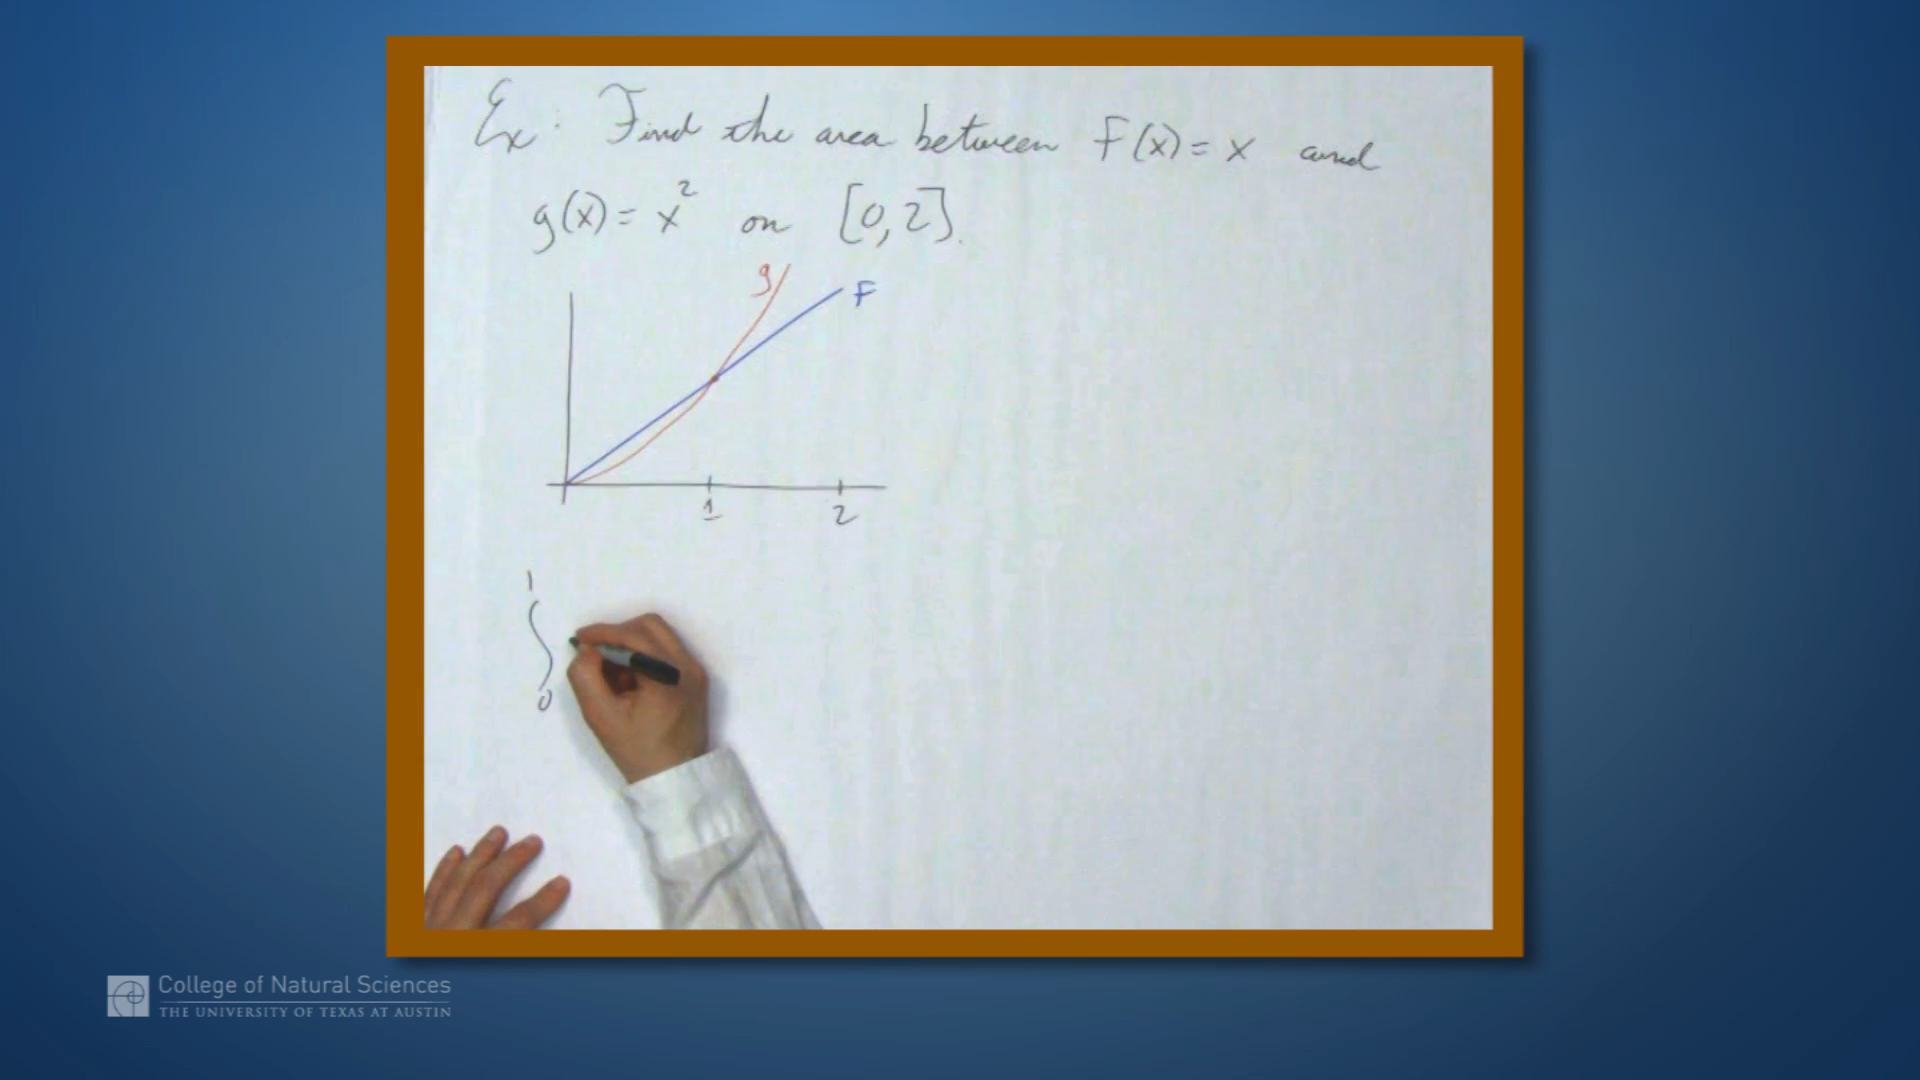 Ex: Find the area between F(x) = x and
g(x) = x² on [0,2].
g
F
1
2
1
∫
0
College of Natural Sciences
THE UNIVERSITY OF TEXAS AT AUSTIN